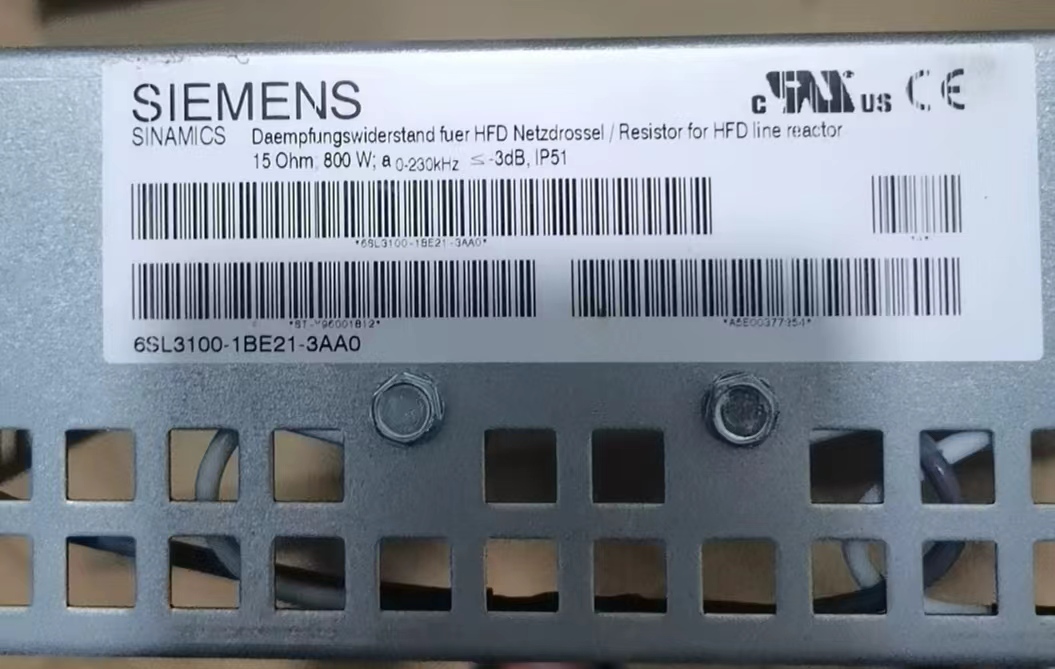 SIEMENS
c US CE
SINAMICS Daempfungswiderstand fuer HFD Netzdrossel / Resistor for HFD line reactor
15 Ohm; 800 W; a 0-230kHz ≤ -3dB, IP51
*6SL3100-1BE21-3AA0*
6SL3100-1BE21-3AA0